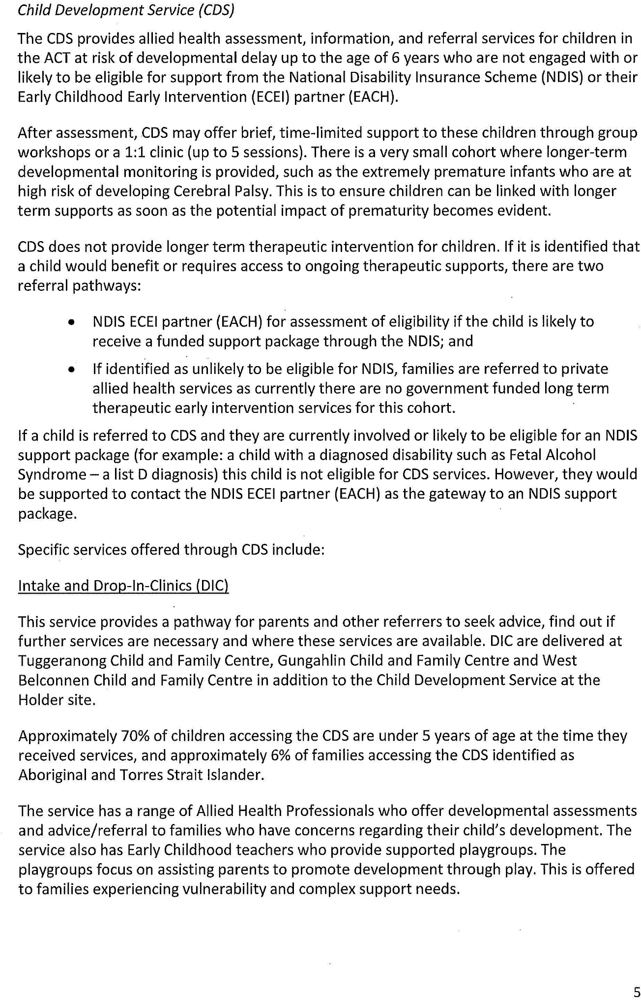 Child Development Service (CDS)
The CDS provides allied health assessment, information, and referral services for children in
the ACT at risk of developmental delay up to the age of 6 years who are not engaged with or
likely to be eligible for support from the National Disability Insurance Scheme (NDIS) or their
Early Childhood Early Intervention (ECEI) partner (EACH).
After assessment, CDS may offer brief, time-limited support to these children through group
workshops or a 1:1 clinic (up to 5 sessions). There is a very small cohort where longer-term
developmental monitoring is provided, such as the extremely premature infants who are at
high risk of developing Cerebral Palsy. This is to ensure children can be linked with longer
term supports as soon as the potential impact of prematurity becomes evident.
CDS does not provide longer term therapeutic intervention for children. If it is identified that
a child would benefit or requires access to ongoing therapeutic supports, there are two
referral pathways:
• NDIS ECEI partner (EACH) for assessment of eligibility if the child is likely to
receive a funded support package through the NDIS; and
• If identified as unlikely to be eligible for NDIS, families are referred to private
allied health services as currently there are no government funded long term
therapeutic early intervention services for this cohort.
If a child is referred to CDS and they are currently involved or likely to be eligible for an NDIS
support package (for example: a child with a diagnosed disability such as Fetal Alcohol
Syndrome – a list D diagnosis) this child is not eligible for CDS services. However, they would
be supported to contact the NDIS ECEI partner (EACH) as the gateway to an NDIS support
package.
Specific services offered through CDS include:
Intake and Drop-In-Clinics (DIC)
This service provides a pathway for parents and other referrers to seek advice, find out if
further services are necessary and where these services are available. DIC are delivered at
Tuggeranong Child and Family Centre, Gungahlin Child and Family Centre and West
Belconnen Child and Family Centre in addition to the Child Development Service at the
Holder site.
Approximately 70% of children accessing the CDS are under 5 years of age at the time they
received services, and approximately 6% of families accessing the CDS identified as
Aboriginal and Torres Strait Islander.
The service has a range of Allied Health Professionals who offer developmental assessments
and advice/referral to families who have concerns regarding their child's development. The
service also has Early Childhood teachers who provide supported playgroups. The
playgroups focus on assisting parents to promote development through play. This is offered
to families experiencing vulnerability and complex support needs.
5